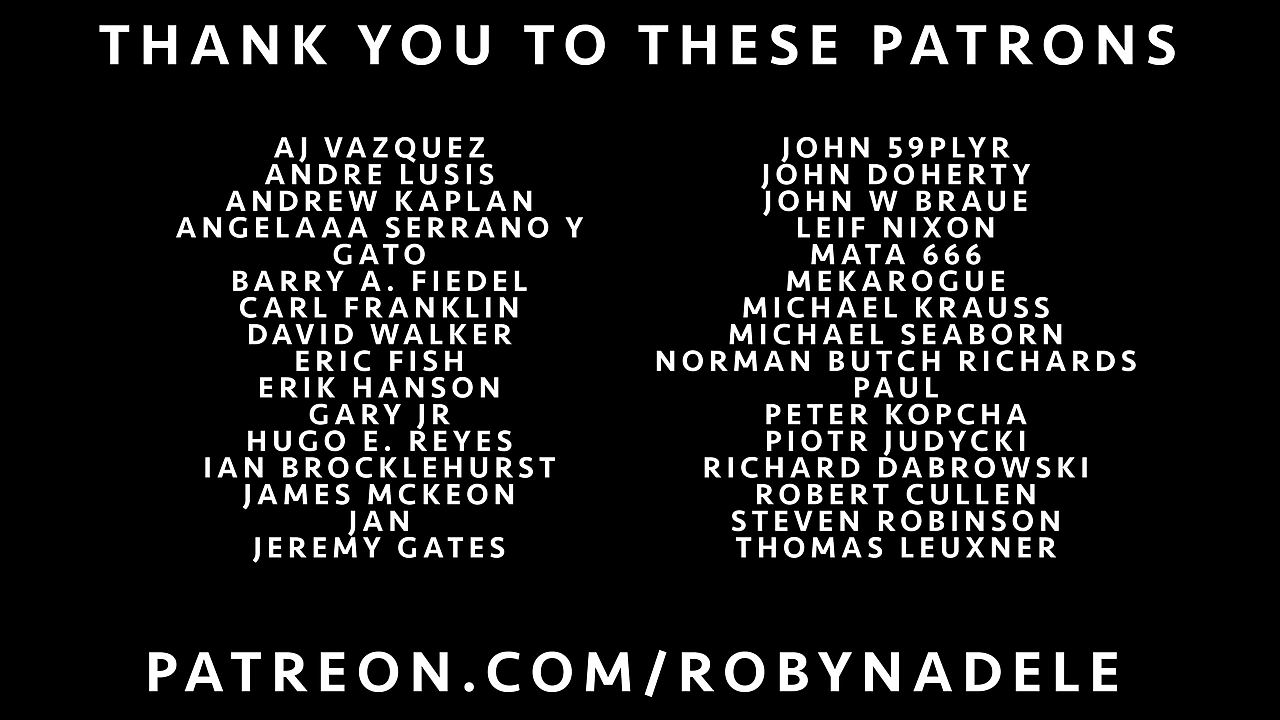 THANK YOU TO THESE PATRONS
AJ VAZQUEZ
ANDRE LUSIS
ANDREW KAPLAN
ANGELAAA SERRANO Y
GATO
BARRY A. FIEDEL
CARL FRANKLIN
DAVID WALKER
ERIC FISH
ERIK HANSON
GARY JR
HUGO E. REYES
IAN BROCKLEHURST
JAMES MCKEON
JAN
JEREMY GATES
JOHN 59PLYR
JOHN DOHERTY
JOHN W BRAUE
LEIF NIXON
MATA 666
MEKAROGUE
MICHAEL KRAUSS
MICHAEL SEABORN
NORMAN BUTCH RICHARDS
PAUL
PETER KOPCHA
PIOTR JUDYCKI
RICHARD DABROWSKI
ROBERT CULLEN
STEVEN ROBINSON
THOMAS LEUXNER
PATREON.COM/ROBYNADELE